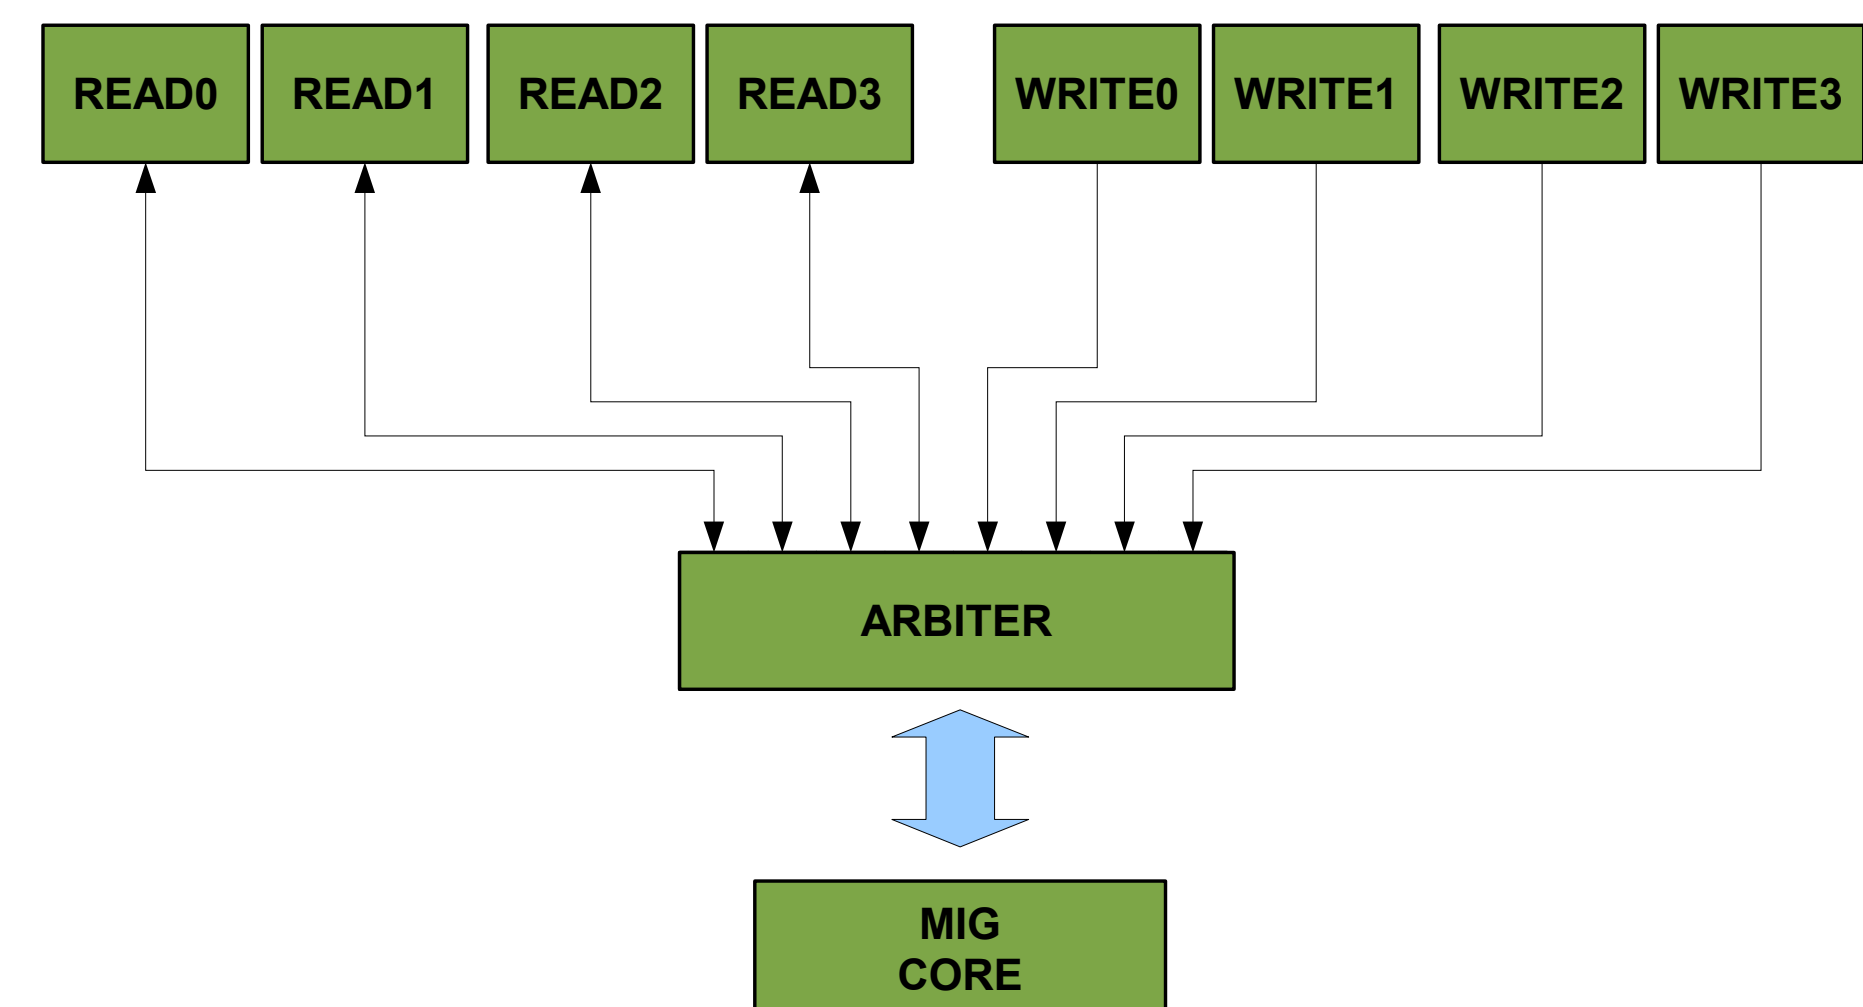 READ0 READ1 READ2 READ3 WRITE0 WRITE1 WRITE2 WRITE3
ARBITER
MIG
CORE